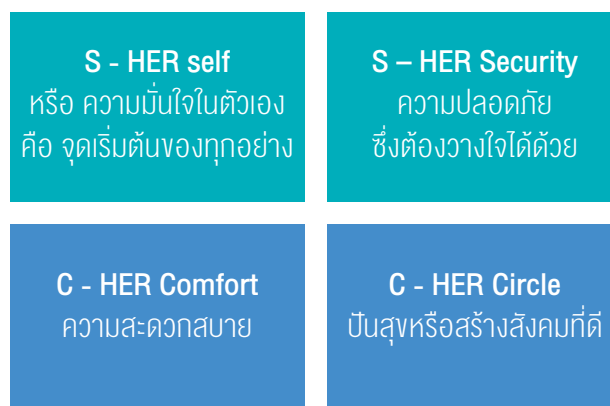 S - HER self
หรือ ความมั่นใจในตัวเอง
คือ จุดเริ่มต้นของทุกอย่าง
S – HER Security
ความปลอดภัย
ซึ่งต้องวางใจได้ด้วย
C - HER Comfort
ความสะดวกสบาย
C - HER Circle
ปันสุขหรือสร้างสังคมที่ดี